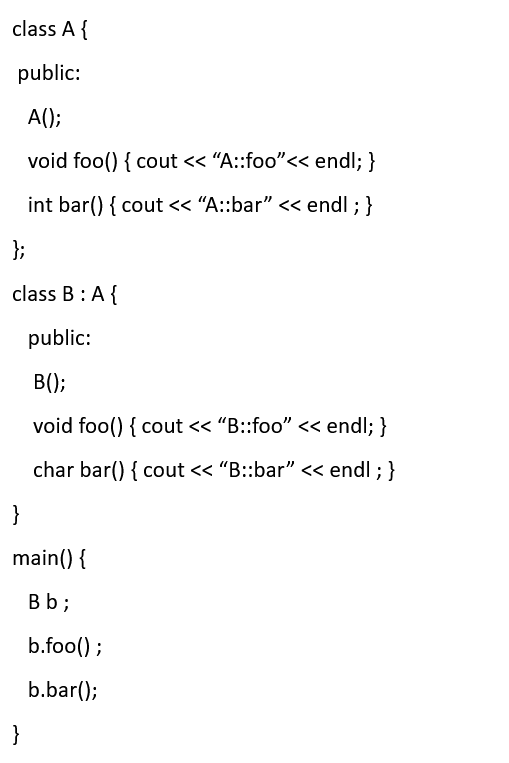 class A {
public:
A();
void foo() { cout << “A::foo”<< endl; }
int bar() { cout << “A::bar” << endl ; }
};
class B : A {
public:
B();
void foo() { cout << “B::foo” << endl; }
char bar() { cout << “B::bar” << endl ; }
}
main() {
B b ;
b.foo() ;
b.bar();
}